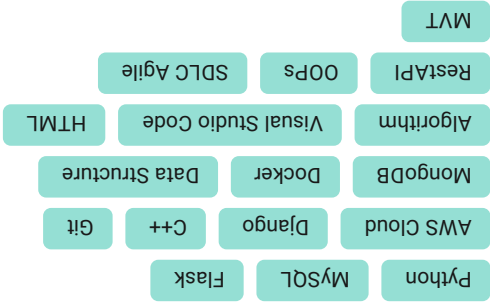 Python MySQL Flask
AWS Cloud Django C++ Git
MongoDB Docker Data Structure
Algorithm Visual Studio Code HTML
RestAPI OOPs SDLC Agile
MVT